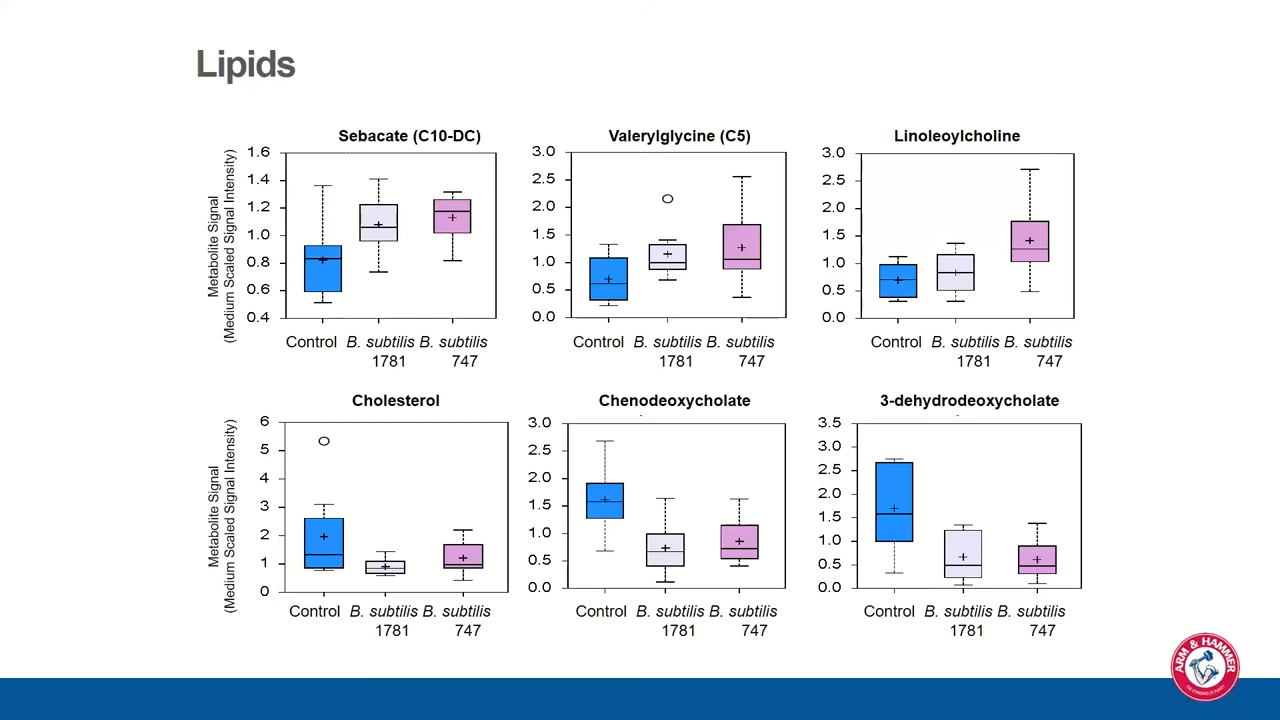 Lipids
Sebacate (C10-DC)
Metabolite Signal
(Medium Scaled Signal Intensity)
1.6
1.4
1.2
1.0
0.8
0.6
0.4
Control B. subtilis B. subtilis
1781 747
Valerylglycine (C5)
3.0
2.5
2.0
1.5
1.0
0.5
0.0
Control B. subtilis B. subtilis
1781 747
Linoleoylcholine
3.0
2.5
2.0
1.5
1.0
0.5
0.0
Control B. subtilis B. subtilis
1781 747
Cholesterol
Metabolite Signal
(Medium Scaled Signal Intensity)
6
5
4
3
2
1
0
Control B. subtilis B. subtilis
1781 747
Chenodeoxycholate
3.0
2.5
2.0
1.5
1.0
0.5
0.0
Control B. subtilis B. subtilis
1781 747
3-dehydrodeoxycholate
3.5
3.0
2.5
2.0
1.5
1.0
0.5
0.0
Control B. subtilis B. subtilis
1781 747
ARM & HAMMER
THE STANDARD OF PURITY